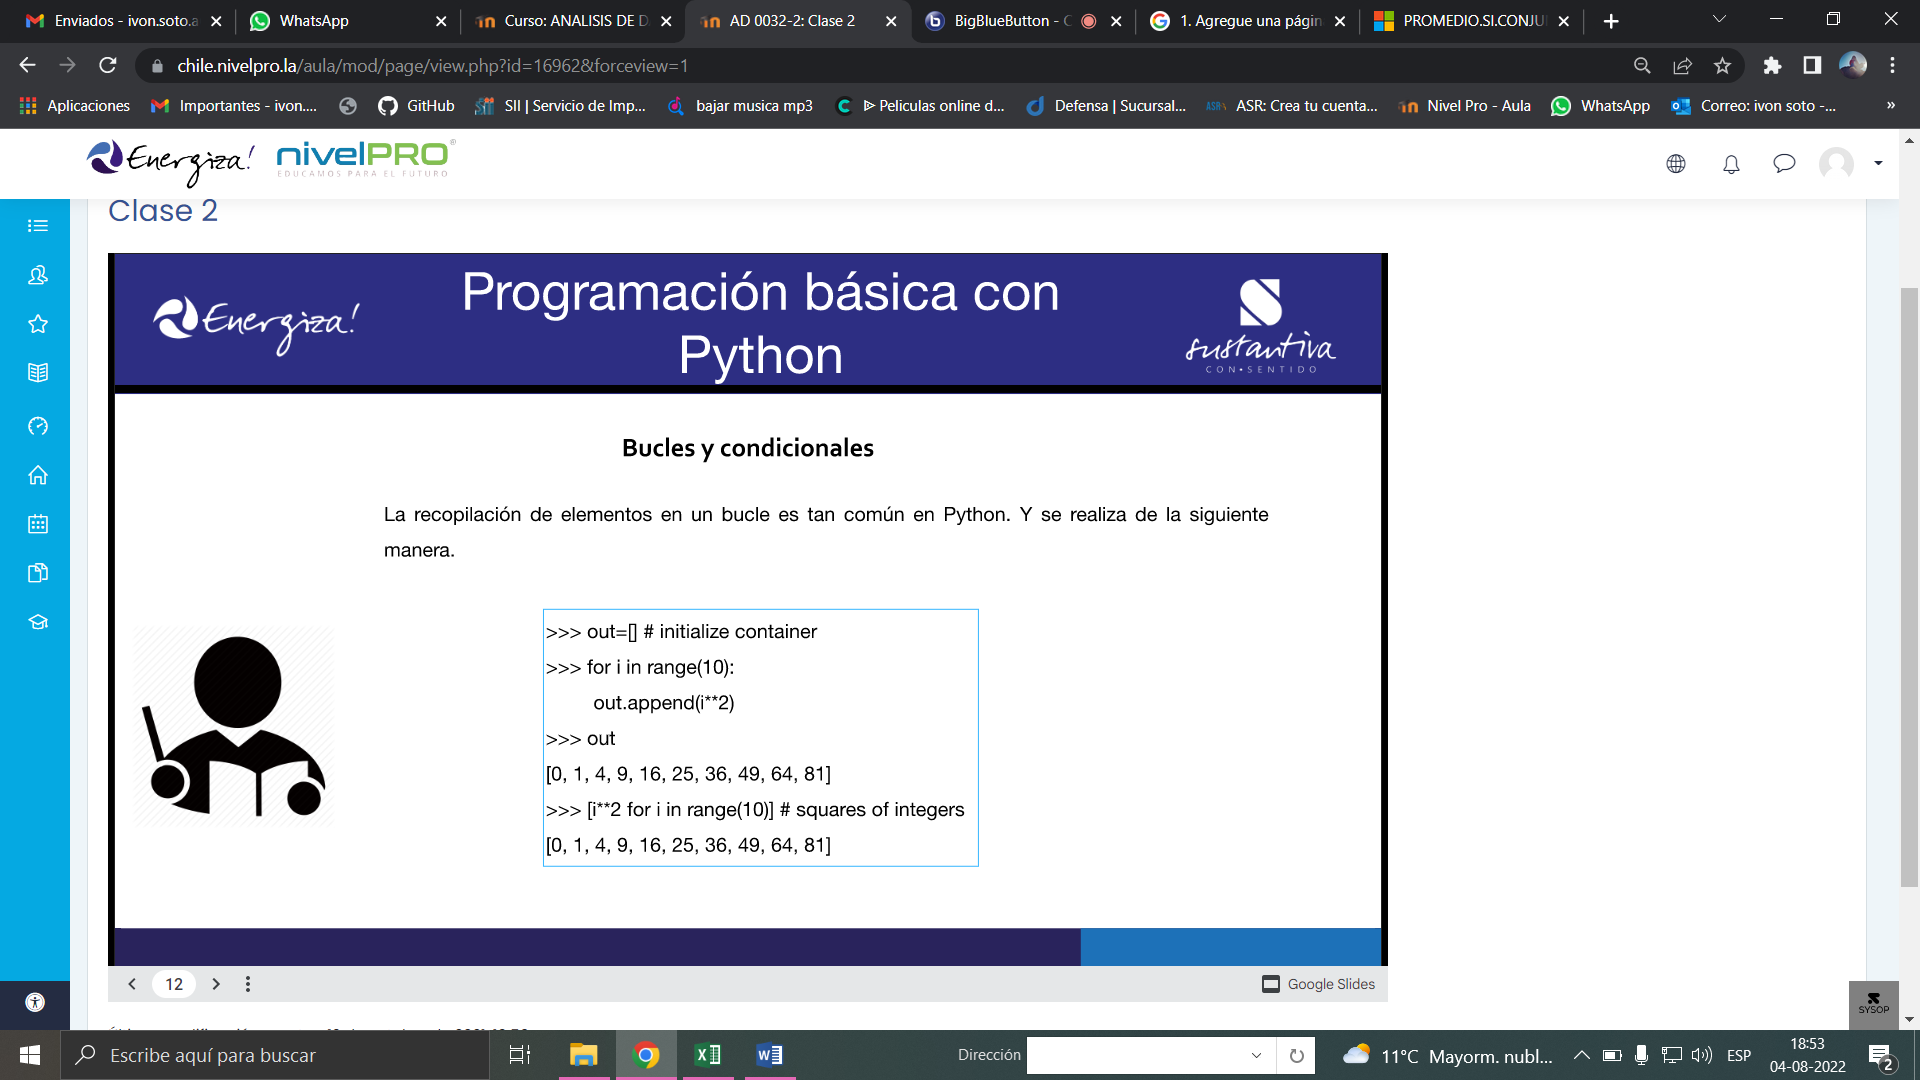 Enviados - ivon.soto.a
WhatsApp
Curso: ANALISIS DE D
AD 0032-2: Clase 2
BigBlueButton - C
1. Agregue una págin
PROMEDIO.SI.CONJU
chile.nivelpro.la/aula/mod/page/view.php?id=16962&forceview=1
Aplicaciones
Importantes - ivon....
GitHub
SII | Servicio de Imp...
bajar musica mp3
Peliculas online d...
Defensa | Sucursal...
ASR: Crea tu cuenta...
Nivel Pro - Aula
WhatsApp
Correo: ivon soto -...
»
Energiza!
nivelPRO
EDUCAMOS PARA EL FUTURO
Clase 2
Energiza!
Programación básica con
Python
sustantiva
CON•SENTIDO
Bucles y condicionales
La recopilación de elementos en un bucle es tan común en Python. Y se realiza de la siguiente
manera.
>>> out=[] # initialize container
>>> for i in range(10):
out.append(i**2)
>>> out
[0, 1, 4, 9, 16, 25, 36, 49, 64, 81]
>>> [i**2 for i in range(10)] # squares of integers
[0, 1, 4, 9, 16, 25, 36, 49, 64, 81]
12
Google Slides
SYSOP
Escribe aquí para buscar
Dirección
11°C Mayorm. nubl...
ESP
18:53
04-08-2022
2